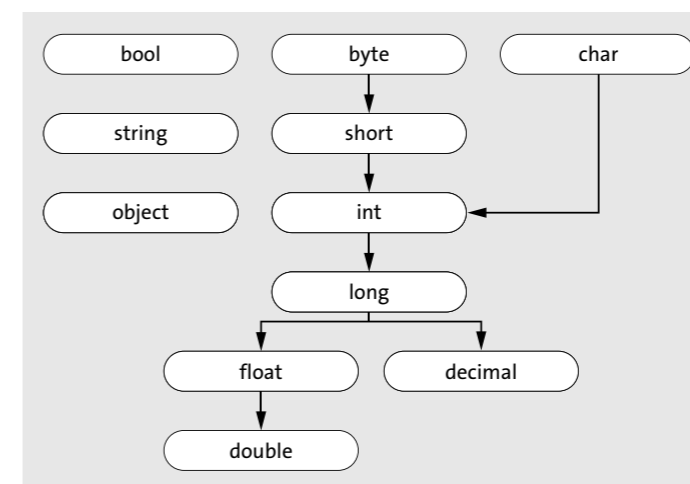 bool
byte
char
string
short
object
int
long
float
decimal
double